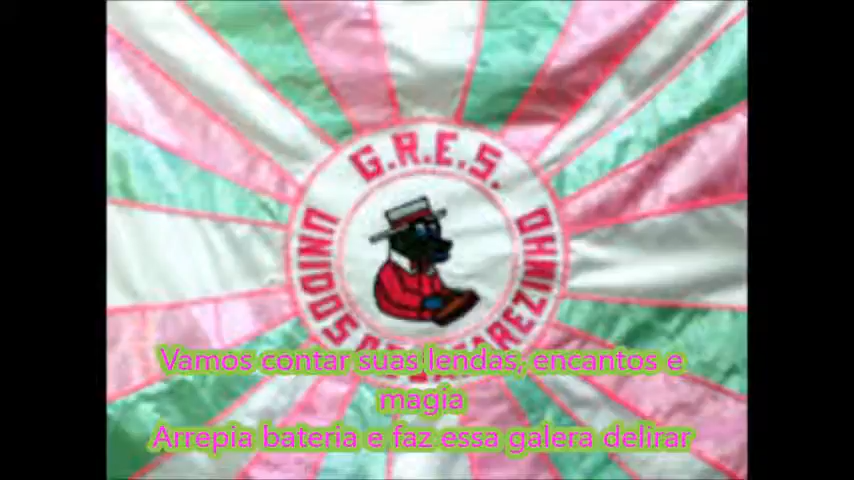 G.R.E.S.
UNIDOS
Vamos contar suas lendas, encantos e
magia
Arrepia bateria e faz essa galera delirar